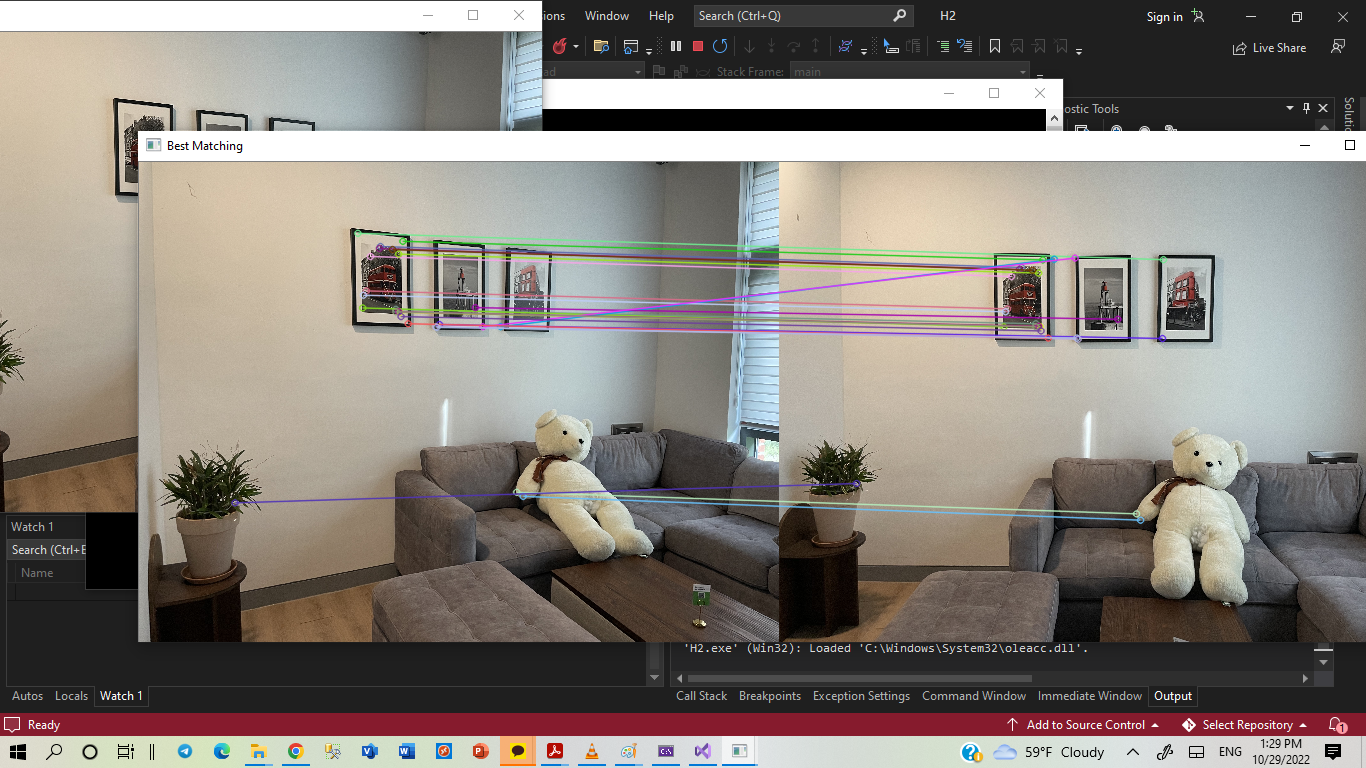 Window Help Search (Ctrl+Q) H2 Sign in
Live Share
Stack Frame: main
Solutio
ostic Tools
Best Matching
Watch 1
Search (Ctrl+E
Name
'H2.exe' (Win32): Loaded 'C:\Windows\System32\oleacc.dll'.
Autos Locals Watch 1
Call Stack Breakpoints Exception Settings Command Window Immediate Window Output
Ready
Add to Source Control Select Repository 1
59°F Cloudy ENG 1:29 PM
10/29/2022